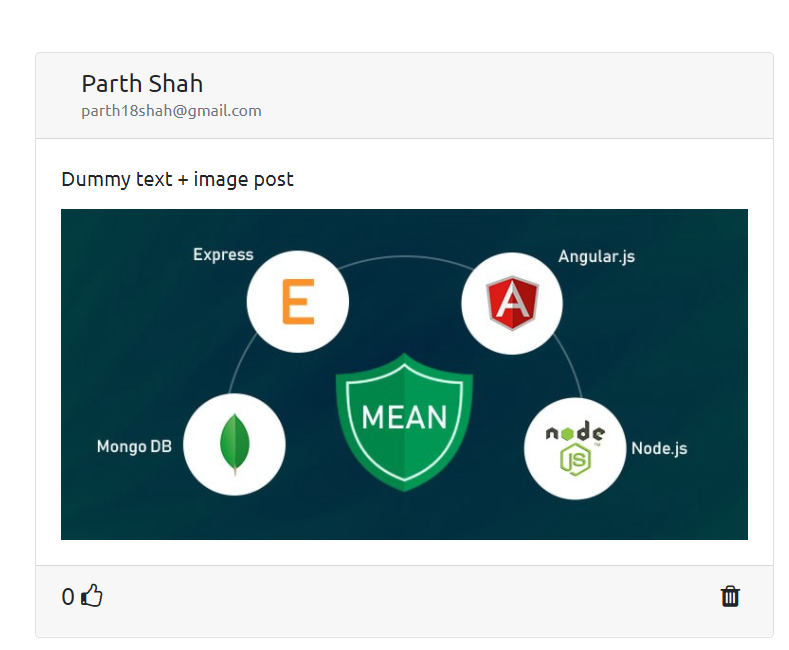 Parth Shah
parth18shah@gmail.com
Dummy text + image post
Express
E
Angular.js
A
MEAN
Mongo DB
node
JS
Node.js
0